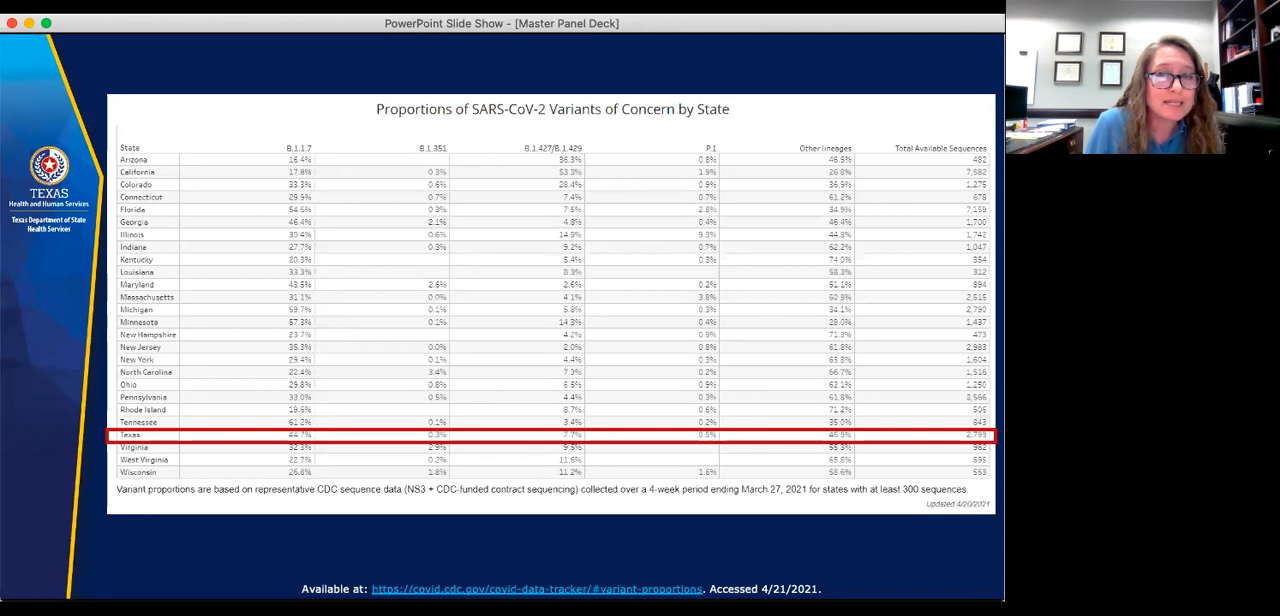 PowerPoint Slide Show - [Master Panel Deck]
TEXAS
Health and Human Services
Texas Department of State
Health Services
Proportions of SARS-CoV-2 Variants of Concern by State
State B.1.1.7 B.1.351 B.1.427/B.1.429 P.1 Other lineages Total Available Sequences
Arizona 16.4% 36.3% 0.8% 46.5% 482
California 17.8% 0.3% 53.3% 1.9% 26.8% 7,582
Colorado 33.3% 0.6% 28.4% 0.9% 36.9% 1,275
Connecticut 29.9% 0.7% 7.4% 0.7% 61.2% 678
Florida 54.6% 0.3% 7.5% 2.8% 34.9% 7,159
Georgia 46.4% 2.1% 4.8% 0.4% 46.4% 1,700
Illinois 30.4% 0.6% 14.9% 9.3% 44.8% 1,742
Indiana 27.7% 0.3% 9.2% 0.7% 62.2% 1,047
Kentucky 20.3% 5.4% 0.3% 74.0% 354
Louisiana 33.3% 8.3% 58.3% 312
Maryland 43.5% 2.6% 2.6% 0.2% 51.1% 894
Massachusetts 31.1% 0.0% 4.1% 3.8% 60.9% 2,515
Michigan 59.7% 0.1% 5.8% 0.3% 34.1% 2,790
Minnesota 57.3% 0.1% 14.3% 0.4% 28.0% 1,437
New Hampshire 23.7% 4.2% 0.9% 71.3% 473
New Jersey 35.3% 0.0% 2.0% 0.8% 61.8% 2,983
New York 29.4% 0.1% 4.4% 0.3% 65.8% 1,604
North Carolina 22.4% 3.4% 7.3% 0.2% 66.7% 1,516
Ohio 29.8% 0.8% 6.5% 0.9% 62.1% 1,250
Pennsylvania 33.0% 0.5% 4.4% 0.3% 61.8% 3,566
Rhode Island 19.6% 8.7% 0.6% 71.2% 506
Tennessee 61.2% 0.1% 3.4% 0.2% 35.0% 843
Texas 44.7% 0.3% 7.7% 0.5% 46.9% 2,799
Virginia 32.3% 2.9% 9.5% 55.3% 962
West Virginia 22.7% 0.2% 11.6% 65.6% 595
Wisconsin 26.8% 1.8% 11.2% 1.6% 58.6% 553
Variant proportions are based on representative CDC sequence data (NS3 + CDC-funded contract sequencing) collected over a 4-week period ending March 27, 2021 for states with at least 300 sequences.
Updated 4/20/2021
Available at: https://covid.cdc.gov/covid-data-tracker/#variant-proportions. Accessed 4/21/2021.